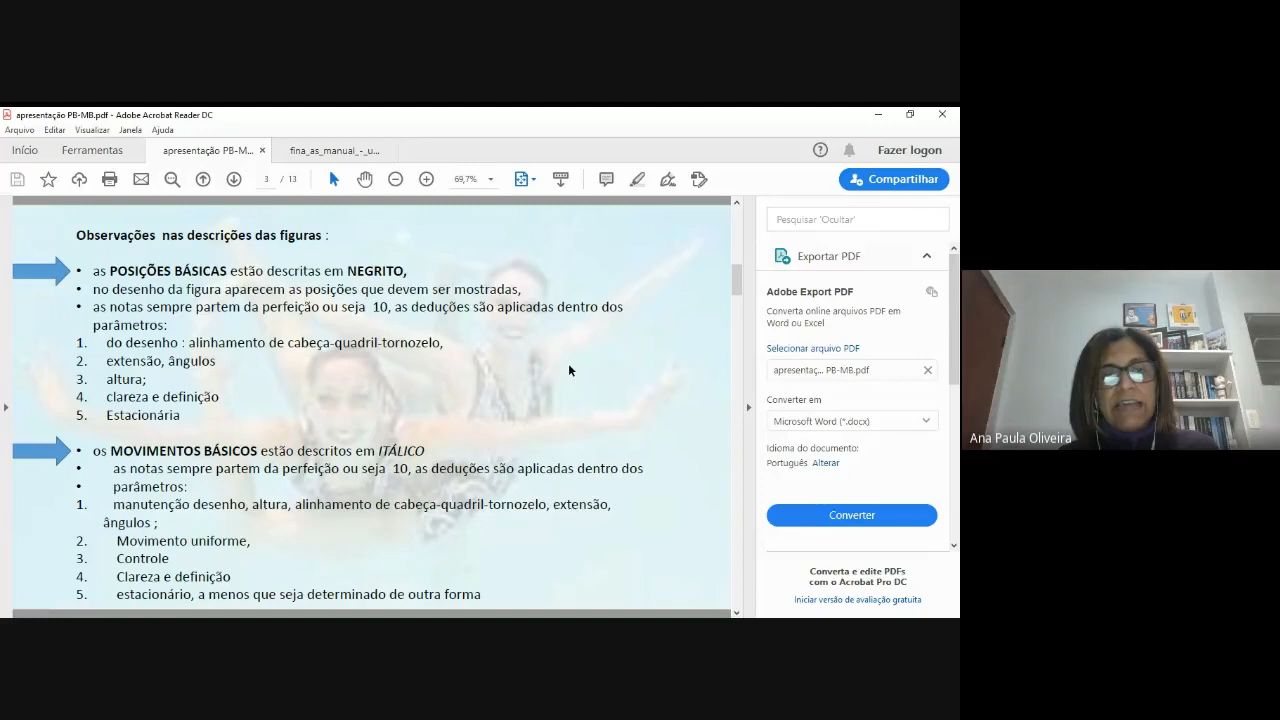 apresentação PB-MB.pdf - Adobe Acrobat Reader DC
Arquivo Editar Visualizar Janela Ajuda
Início Ferramentas apresentação PB-M... × fina_as_manual_-_u... Fazer logon
3 / 13 69,7% Compartilhar
Observações nas descrições das figuras :
• as POSIÇÕES BÁSICAS estão descritas em NEGRITO,
• no desenho da figura aparecem as posições que devem ser mostradas,
• as notas sempre partem da perfeição ou seja 10, as deduções são aplicadas dentro dos
parâmetros:
1. do desenho : alinhamento de cabeça-quadril-tornozelo,
2. extensão, ângulos
3. altura;
4. clareza e definição
5. Estacionária
• os MOVIMENTOS BÁSICOS estão descritos em ITÁLICO
• as notas sempre partem da perfeição ou seja 10, as deduções são aplicadas dentro dos
• parâmetros:
1. manutenção desenho, altura, alinhamento de cabeça-quadril-tornozelo, extensão,
ângulos ;
2. Movimento uniforme,
3. Controle
4. Clareza e definição
5. estacionário, a menos que seja determinado de outra forma
Pesquisar 'Ocultar'
Exportar PDF
Adobe Export PDF
Converta online arquivos PDF em
Word ou Excel
Selecionar arquivo PDF
apresentaç... PB-MB.pdf
Converter em
Microsoft Word (*.docx)
Idioma do documento:
Português Alterar
Converter
Converta e edite PDFs
com o Acrobat Pro DC
Iniciar versão de avaliação gratuita
Ana Paula Oliveira